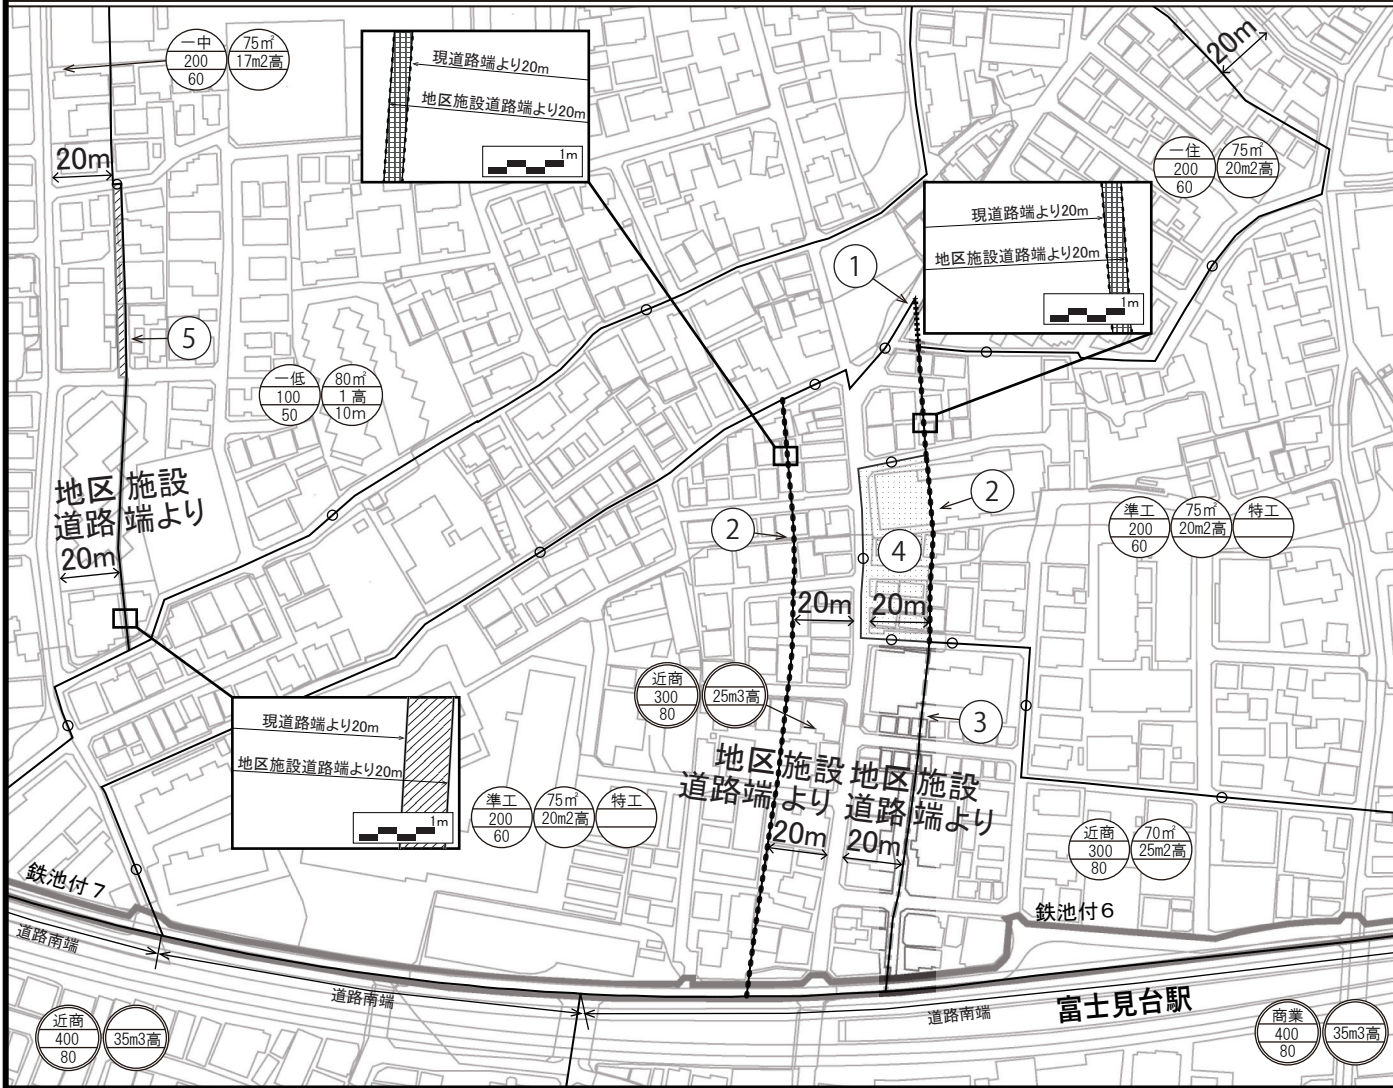 一中
200
60
75㎡
17m2高
現道路端より20m
地区施設道路端より20m
1m
20m
20m
一住
200
60
75㎡
20m2高
現道路端より20m
地区施設道路端より20m
1m
1
5
一低
100
50
80㎡
1高
10m
地区施設
道路端より
20m
2
2
4
準工
200
60
75㎡
20m2高
特工
20m
20m
近商
300
80
25m3高
3
現道路端より20m
地区施設道路端より20m
1m
準工
200
60
75㎡
20m2高
特工
地区施設
道路端より
20m
地区施設
道路端より
20m
近商
300
80
70㎡
25m2高
鉄池付7
鉄池付6
道路南端
道路南端
道路南端
富士見台駅
近商
400
80
35m3高
商業
400
80
35m3高